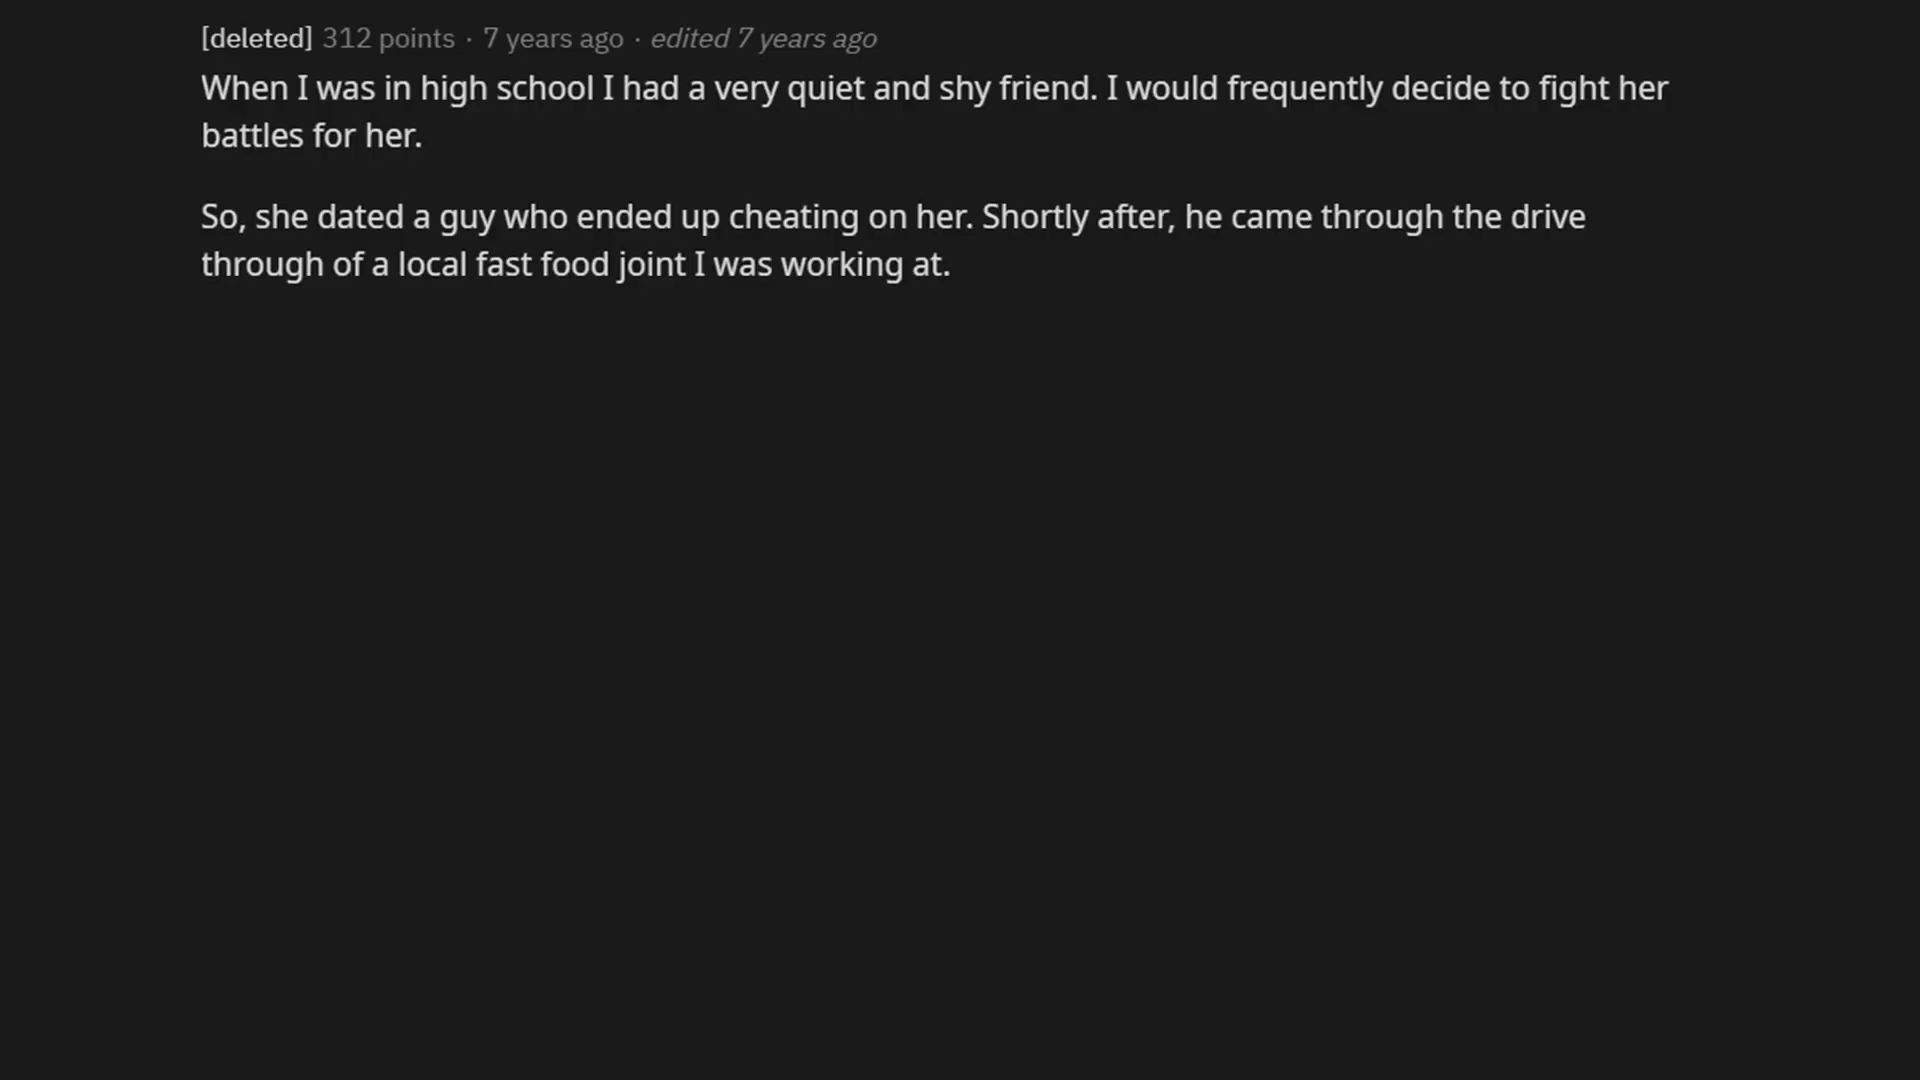 [deleted] 312 points · 7 years ago · edited 7 years ago
When I was in high school I had a very quiet and shy friend. I would frequently decide to fight her
battles for her.
So, she dated a guy who ended up cheating on her. Shortly after, he came through the drive
through of a local fast food joint I was working at.